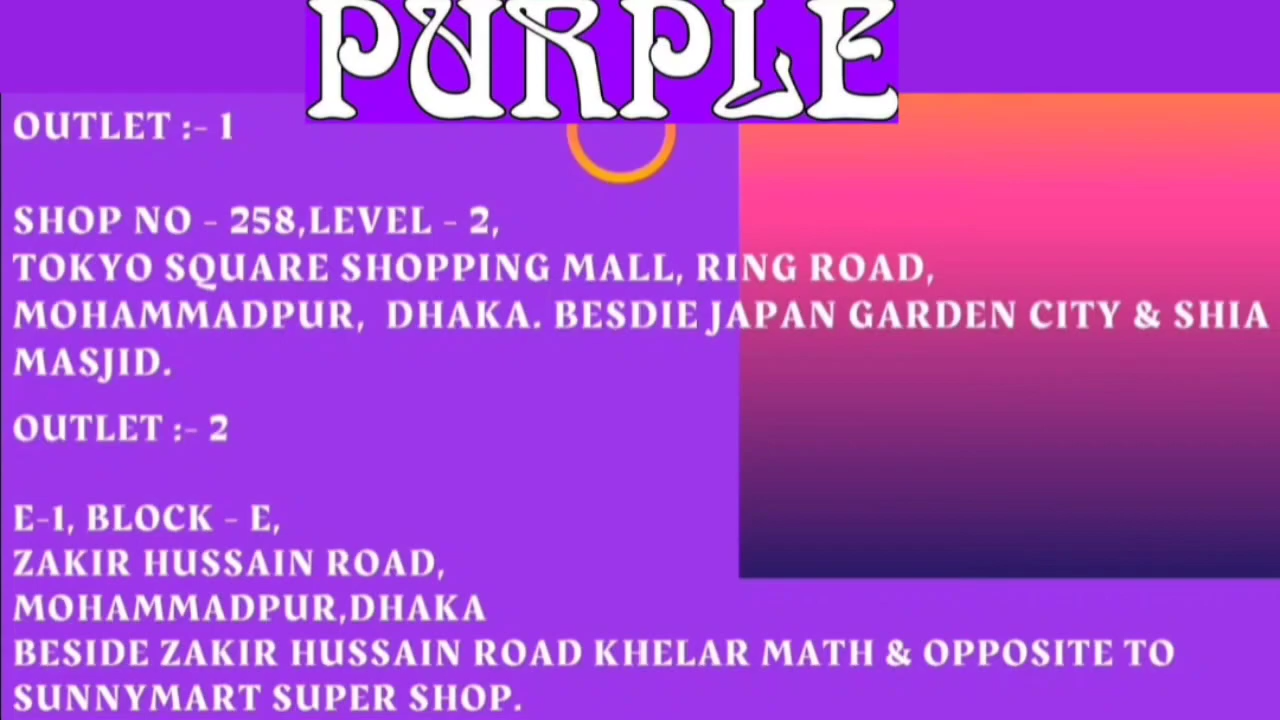 PURPLE
OUTLET :- 1
SHOP NO - 258,LEVEL - 2,
TOKYO SQUARE SHOPPING MALL, RING ROAD,
MOHAMMADPUR, DHAKA. BESDIE JAPAN GARDEN CITY & SHIA
MASJID.
OUTLET :- 2
E-1, BLOCK - E,
ZAKIR HUSSAIN ROAD,
MOHAMMADPUR,DHAKA
BESIDE ZAKIR HUSSAIN ROAD KHELAR MATH & OPPOSITE TO
SUNNYMART SUPER SHOP.